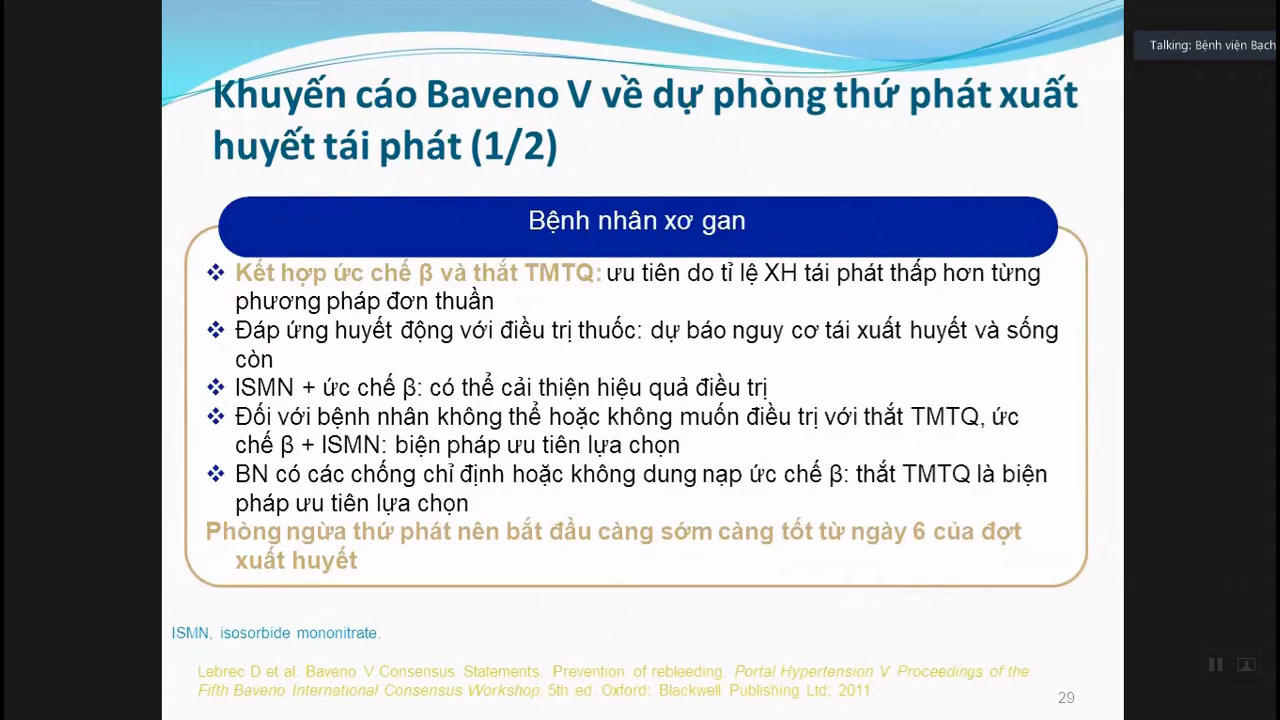 Talking: Bệnh viện Bạch
Khuyến cáo Baveno V về dự phòng thứ phát xuất
huyết tái phát (1/2)
Bệnh nhân xơ gan
❖ Kết hợp ức chế β và thắt TMTQ: ưu tiên do tỉ lệ XH tái phát thấp hơn từng
phương pháp đơn thuần
❖ Đáp ứng huyết động với điều trị thuốc: dự báo nguy cơ tái xuất huyết và sống
còn
❖ ISMN + ức chế β: có thể cải thiện hiệu quả điều trị
❖ Đối với bệnh nhân không thể hoặc không muốn điều trị với thắt TMTQ, ức
chế β + ISMN: biện pháp ưu tiên lựa chọn
❖ BN có các chống chỉ định hoặc không dung nạp ức chế β: thắt TMTQ là biện
pháp ưu tiên lựa chọn
Phòng ngừa thứ phát nên bắt đầu càng sớm càng tốt từ ngày 6 của đợt
xuất huyết
ISMN, isosorbide mononitrate.
Lebrec D et al. Baveno V Consensus Statements. Prevention of rebleeding. Portal Hypertension V. Proceedings of the
Fifth Baveno International Consensus Workshop. 5th ed. Oxford: Blackwell Publishing Ltd; 2011.
29